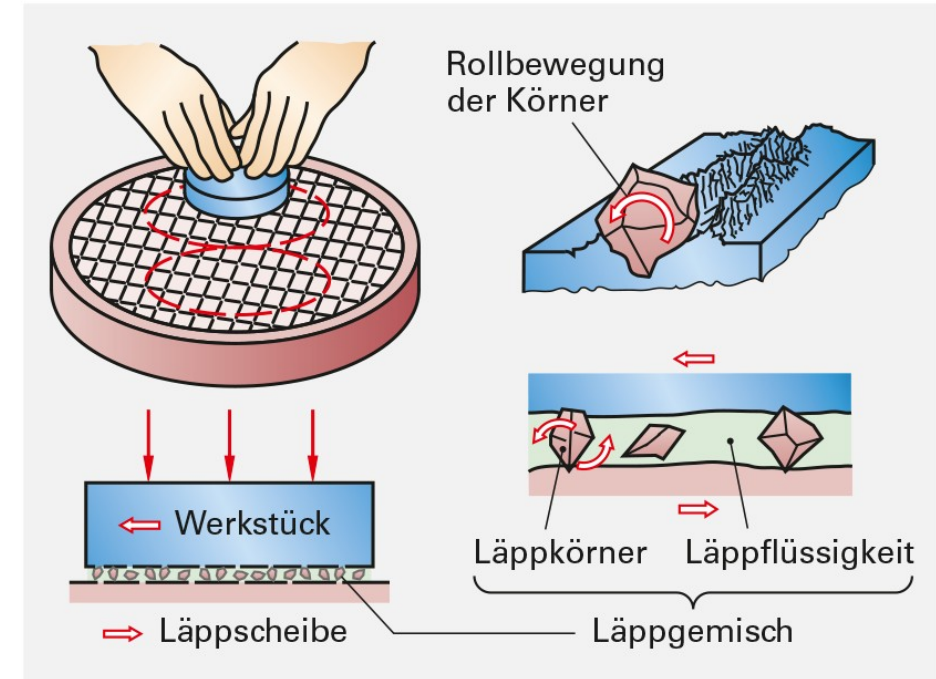 Rollbewegung
der Körner
Werkstück
Läppscheibe
Läppkörner
Läppflüssigkeit
Läppgemisch